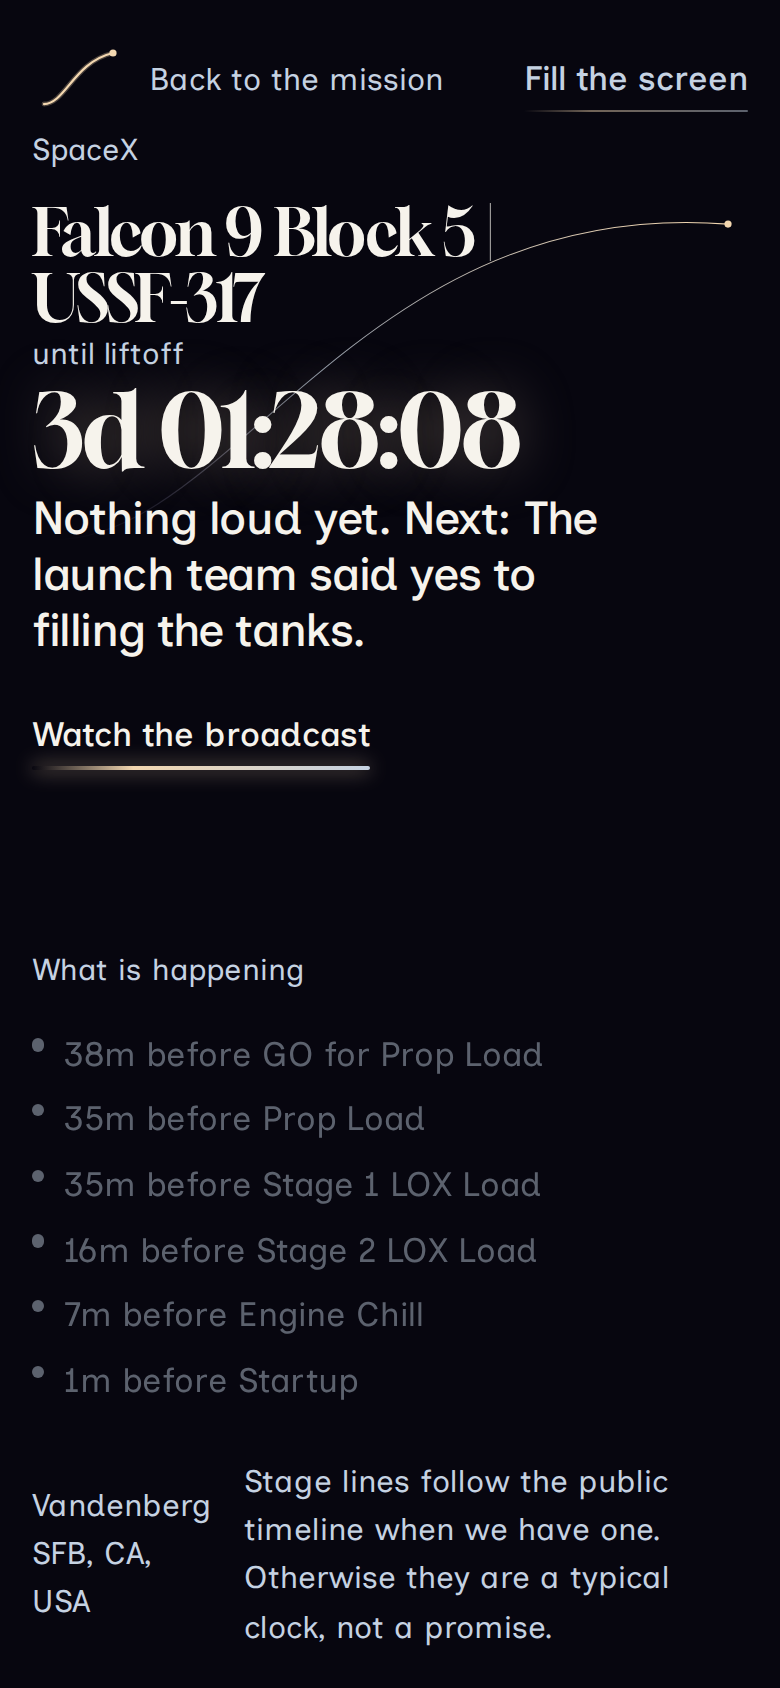 Back to the mission
Fill the screen
SpaceX
Falcon 9 Block 5 |
USSF-317
until liftoff
3d 01:28:08
Nothing loud yet. Next: The
launch team said yes to
filling the tanks.
Watch the broadcast
What is happening
38m before GO for Prop Load
35m before Prop Load
35m before Stage 1 LOX Load
16m before Stage 2 LOX Load
7m before Engine Chill
1m before Startup
Vandenberg
SFB, CA,
USA
Stage lines follow the public
timeline when we have one.
Otherwise they are a typical
clock, not a promise.